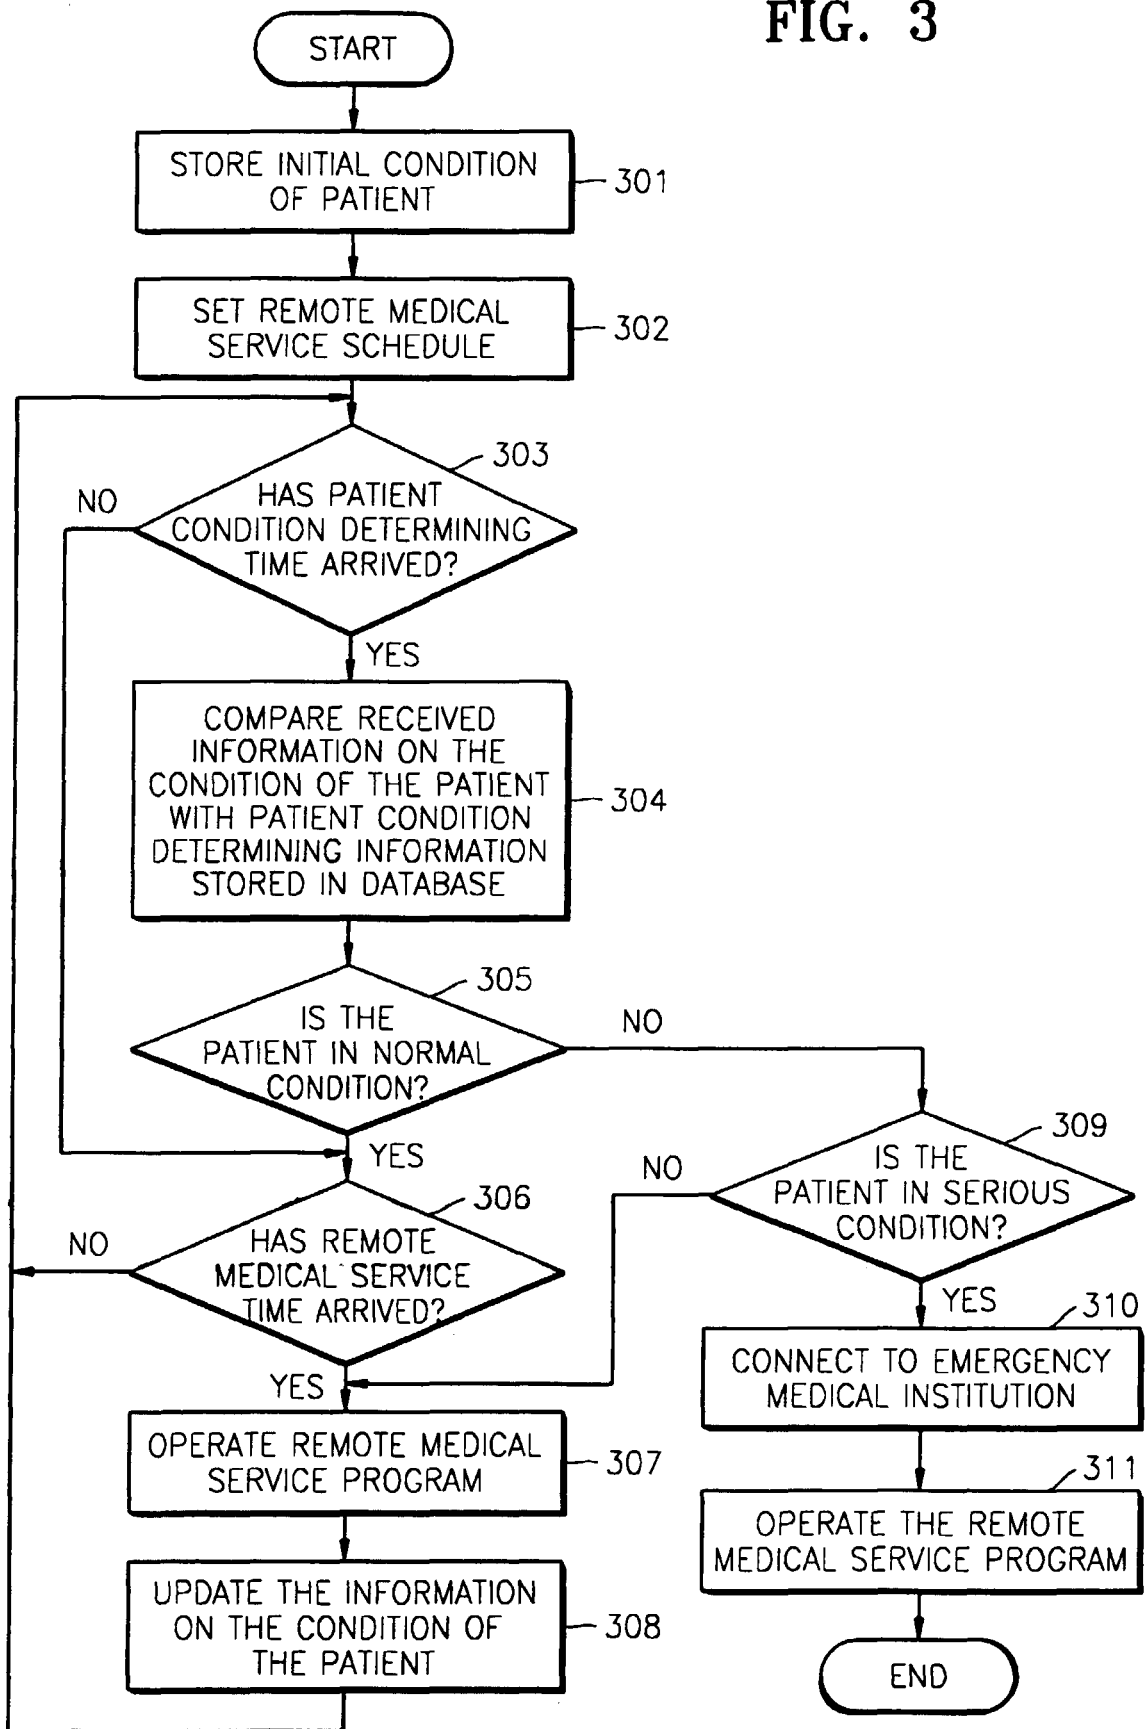 FIG. 3
START
STORE INITIAL CONDITION
OF PATIENT
301
SET REMOTE MEDICAL
SERVICE SCHEDULE
302
303
NO
HAS PATIENT
CONDITION DETERMINING
TIME ARRIVED?
YES
COMPARE RECEIVED
INFORMATION ON THE
CONDITION OF THE PATIENT
WITH PATIENT CONDITION
DETERMINING INFORMATION
STORED IN DATABASE
304
305
IS THE
PATIENT IN NORMAL
CONDITION?
NO
YES
306
NO
HAS REMOTE
MEDICAL SERVICE
TIME ARRIVED?
YES
309
NO
IS THE
PATIENT IN SERIOUS
CONDITION?
YES
310
CONNECT TO EMERGENCY
MEDICAL INSTITUTION
OPERATE REMOTE MEDICAL
SERVICE PROGRAM
307
311
OPERATE THE REMOTE
MEDICAL SERVICE PROGRAM
UPDATE THE INFORMATION
ON THE CONDITION OF
THE PATIENT
308
END